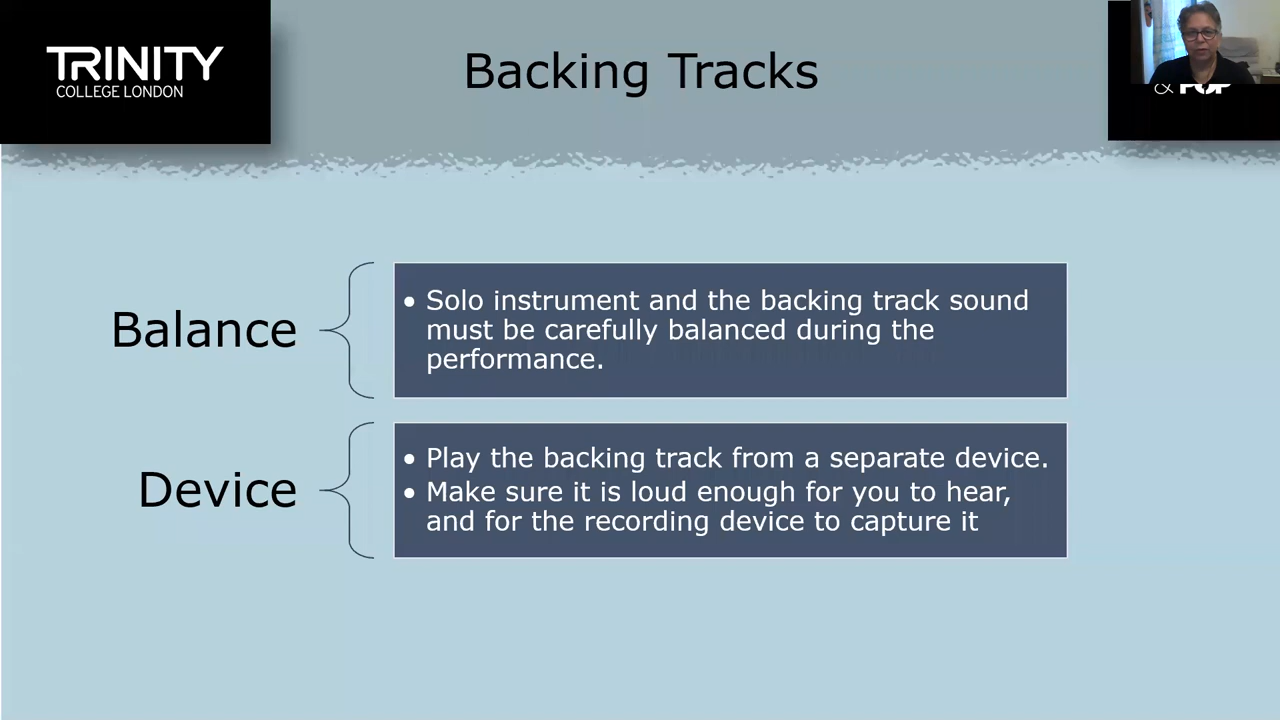 TRINITY
COLLEGE LONDON
Backing Tracks
Balance
• Solo instrument and the backing track sound
must be carefully balanced during the
performance.
Device
• Play the backing track from a separate device.
• Make sure it is loud enough for you to hear,
and for the recording device to capture it